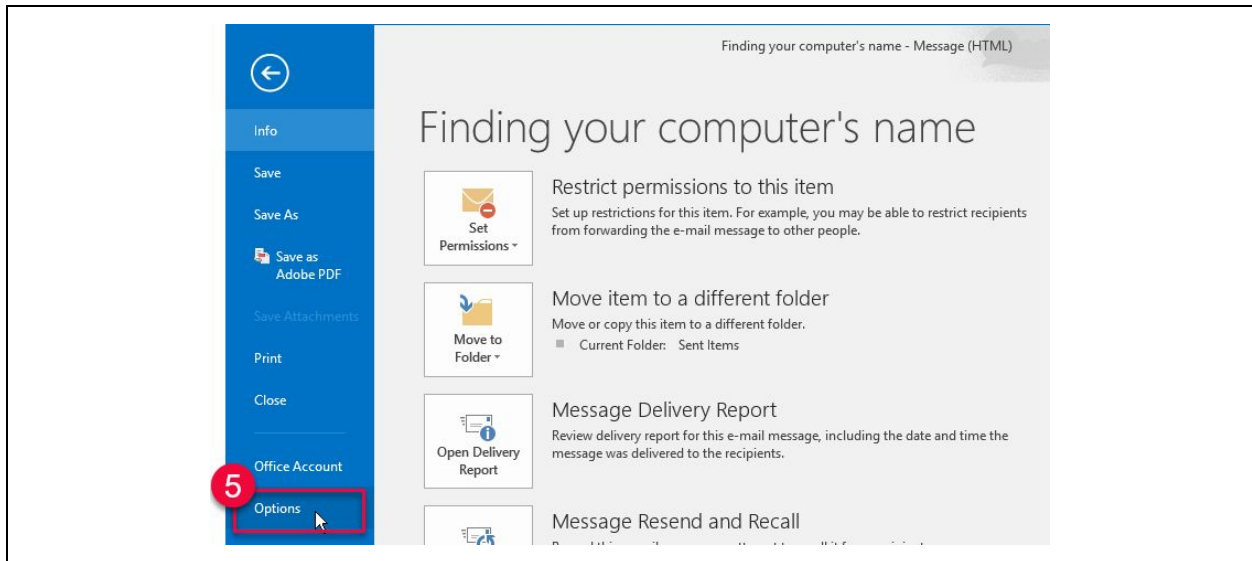 Finding your computer's name - Message (HTML)
Info
Save
Save As
Save as
Adobe PDF
Save Attachments
Print
Close
Office Account
5
Options
Finding your computer's name
Set
Permissions
Restrict permissions to this item
Set up restrictions for this item. For example, you may be able to restrict recipients
from forwarding the e-mail message to other people.
Move to
Folder
Move item to a different folder
Move or copy this item to a different folder.
Current Folder: Sent Items
Open Delivery
Report
Message Delivery Report
Review delivery report for this e-mail message, including the date and time the
message was delivered to the recipients.
Message Resend and Recall